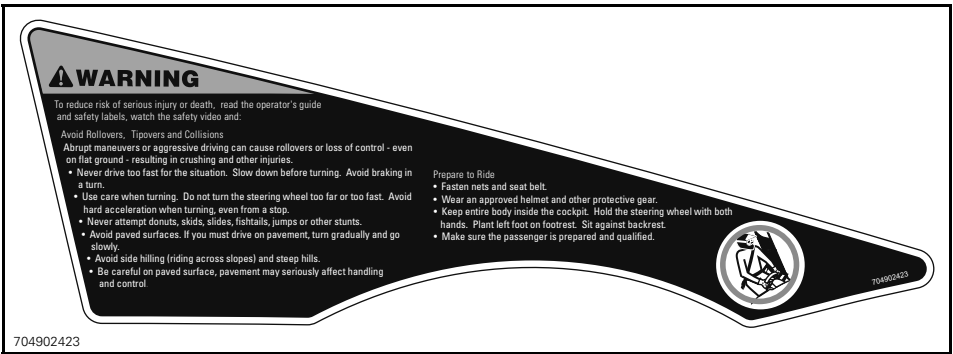 WARNING
To reduce risk of serious injury or death, read the operator's guide
and safety labels, watch the safety video and:
Avoid Rollovers, Tipovers and Collisions
Abrupt maneuvers or aggressive driving can cause rollovers or loss of control - even
on flat ground - resulting in crushing and other injuries.
• Never drive too fast for the situation. Slow down before turning. Avoid braking in
a turn.
• Use care when turning. Do not turn the steering wheel too far or too fast. Avoid
hard acceleration when turning, even from a stop.
• Never attempt donuts, skids, slides, fishtails, jumps or other stunts.
• Avoid paved surfaces. If you must drive on pavement, turn gradually and go
slowly.
• Avoid side hilling (riding across slopes) and steep hills.
• Be careful on paved surface, pavement may seriously affect handling
and control.
Prepare to Ride
• Fasten nets and seat belt.
• Wear an approved helmet and other protective gear.
• Keep entire body inside the cockpit. Hold the steering wheel with both
hands. Plant left foot on footrest. Sit against backrest.
• Make sure the passenger is prepared and qualified.
704902423
704902423